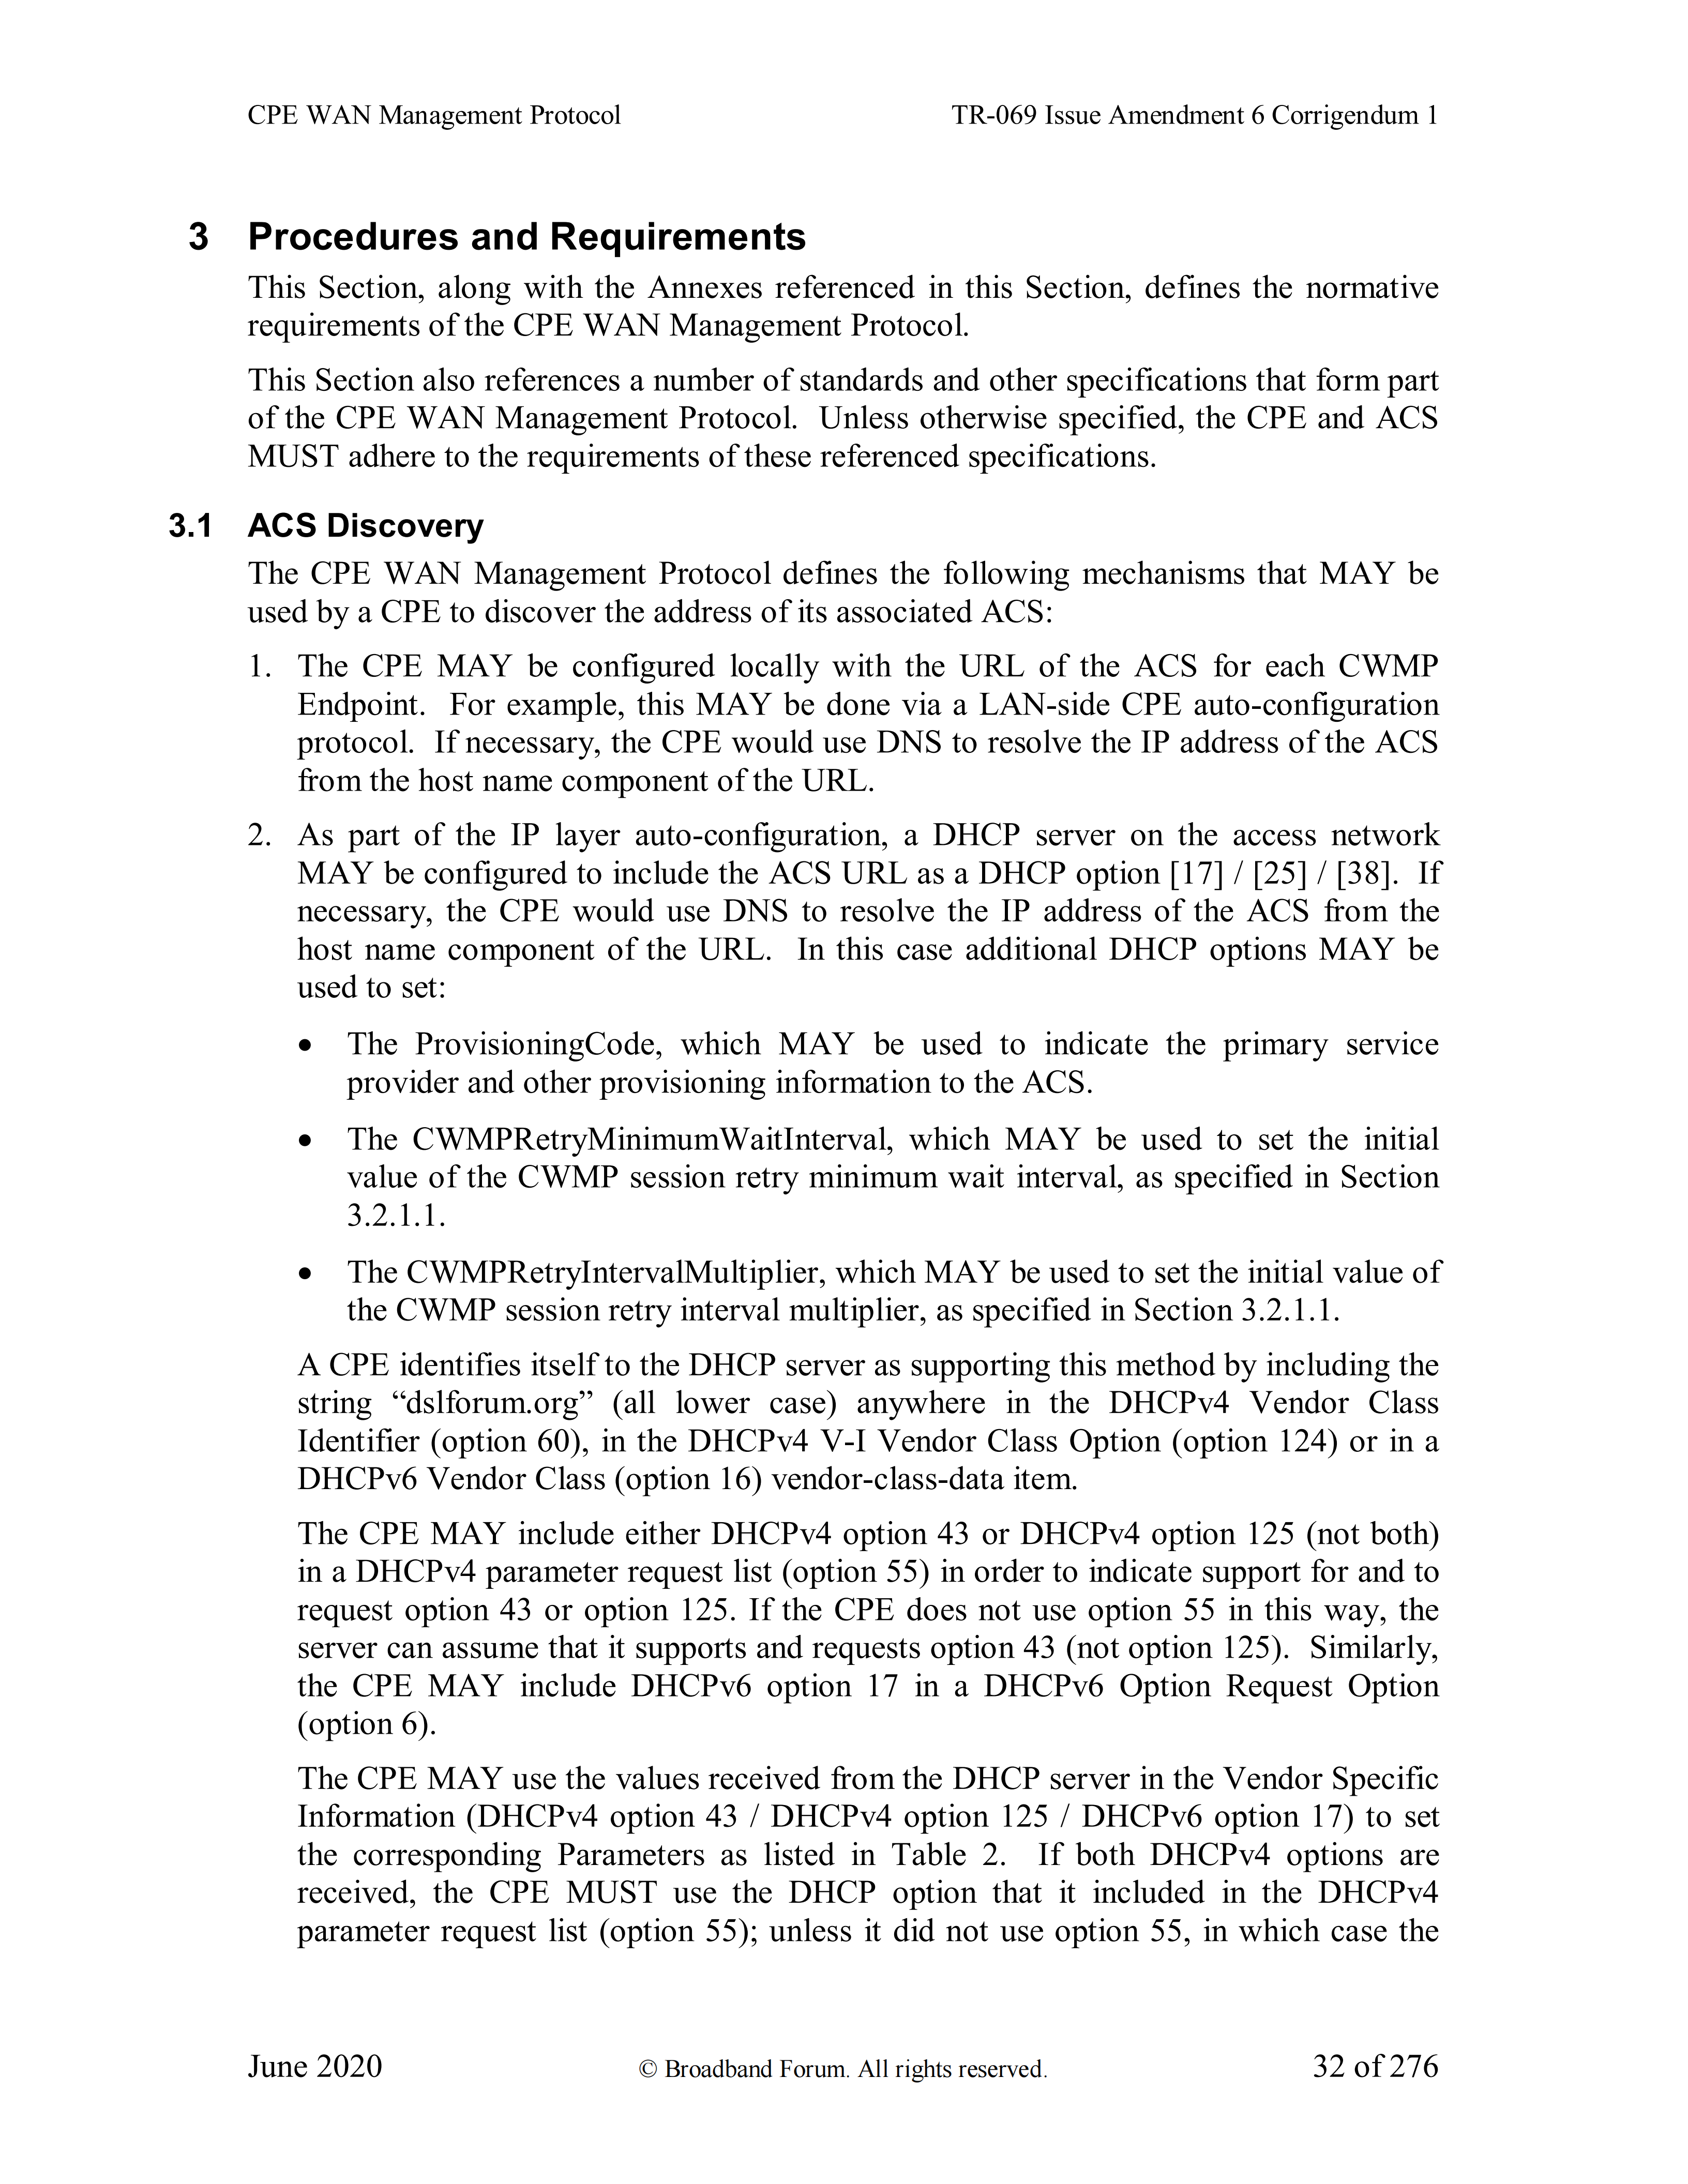 CPE WAN Management Protocol TR-069 Issue Amendment 6 Corrigendum 1
3 Procedures and Requirements
This Section, along with the Annexes referenced in this Section, defines the normative
requirements of the CPE WAN Management Protocol.
This Section also references a number of standards and other specifications that form part
of the CPE WAN Management Protocol. Unless otherwise specified, the CPE and ACS
MUST adhere to the requirements of these referenced specifications.
3.1 ACS Discovery
The CPE WAN Management Protocol defines the following mechanisms that MAY be
used by a CPE to discover the address of its associated ACS:
1. The CPE MAY be configured locally with the URL of the ACS for each CWMP
Endpoint. For example, this MAY be done via a LAN-side CPE auto-configuration
protocol. If necessary, the CPE would use DNS to resolve the IP address of the ACS
from the host name component of the URL.
2. As part of the IP layer auto-configuration, a DHCP server on the access network
MAY be configured to include the ACS URL as a DHCP option [17] / [25] / [38]. If
necessary, the CPE would use DNS to resolve the IP address of the ACS from the
host name component of the URL. In this case additional DHCP options MAY be
used to set:
• The ProvisioningCode, which MAY be used to indicate the primary service
provider and other provisioning information to the ACS.
• The CWMPRetryMinimumWaitInterval, which MAY be used to set the initial
value of the CWMP session retry minimum wait interval, as specified in Section
3.2.1.1.
• The CWMPRetryIntervalMultiplier, which MAY be used to set the initial value of
the CWMP session retry interval multiplier, as specified in Section 3.2.1.1.
A CPE identifies itself to the DHCP server as supporting this method by including the
string “dslforum.org” (all lower case) anywhere in the DHCPv4 Vendor Class
Identifier (option 60), in the DHCPv4 V-I Vendor Class Option (option 124) or in a
DHCPv6 Vendor Class (option 16) vendor-class-data item.
The CPE MAY include either DHCPv4 option 43 or DHCPv4 option 125 (not both)
in a DHCPv4 parameter request list (option 55) in order to indicate support for and to
request option 43 or option 125. If the CPE does not use option 55 in this way, the
server can assume that it supports and requests option 43 (not option 125). Similarly,
the CPE MAY include DHCPv6 option 17 in a DHCPv6 Option Request Option
(option 6).
The CPE MAY use the values received from the DHCP server in the Vendor Specific
Information (DHCPv4 option 43 / DHCPv4 option 125 / DHCPv6 option 17) to set
the corresponding Parameters as listed in Table 2. If both DHCPv4 options are
received, the CPE MUST use the DHCP option that it included in the DHCPv4
parameter request list (option 55); unless it did not use option 55, in which case the
June 2020 © Broadband Forum. All rights reserved. 32 of 276